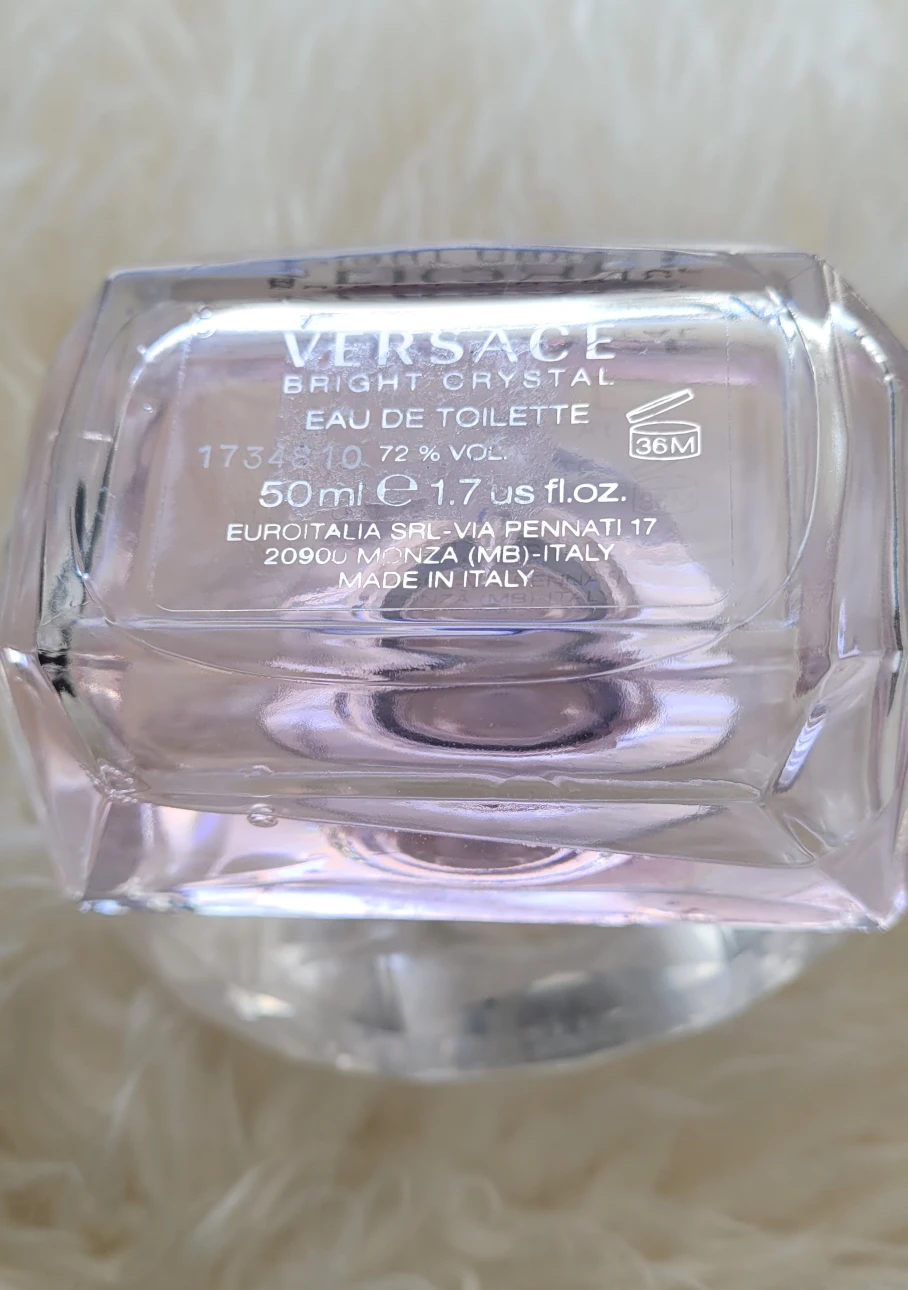 VERSACE
BRIGHT CRYSTAL
EAU DE TOILETTE
36M
72 % VOL.
50ml ℮ 1.7 us fl.oz.
EUROITALIA SRL-VIA PENNATI 17
20900 MONZA (MB)-ITALY
MADE IN ITALY